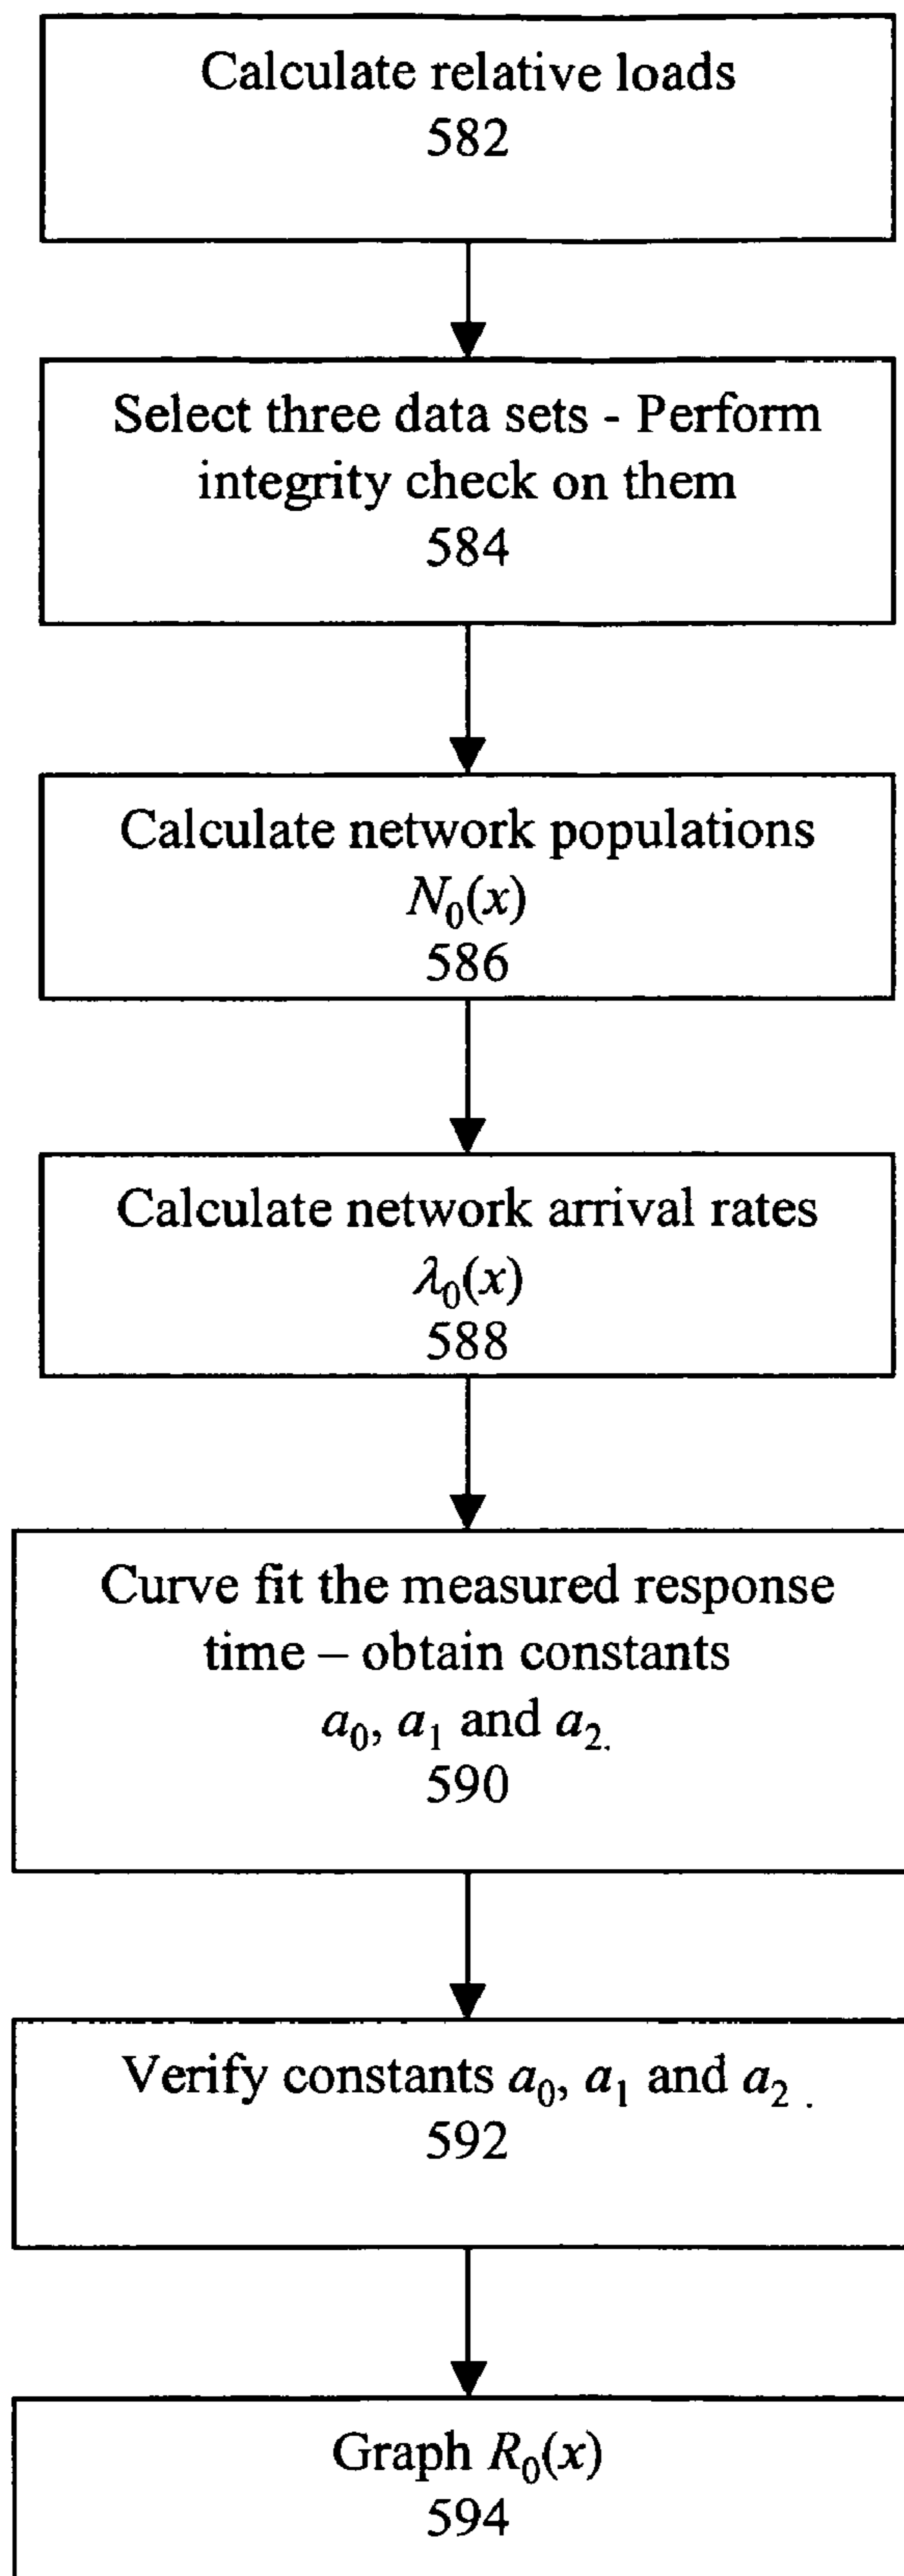 Calculate relative loads
582
Select three data sets - Perform
integrity check on them
584
Calculate network populations
N₀(x)
586
Calculate network arrival rates
λ₀(x)
588
Curve fit the measured response
time – obtain constants
a₀, a₁ and a₂.
590
Verify constants a₀, a₁ and a₂ .
592
Graph R₀(x)
594